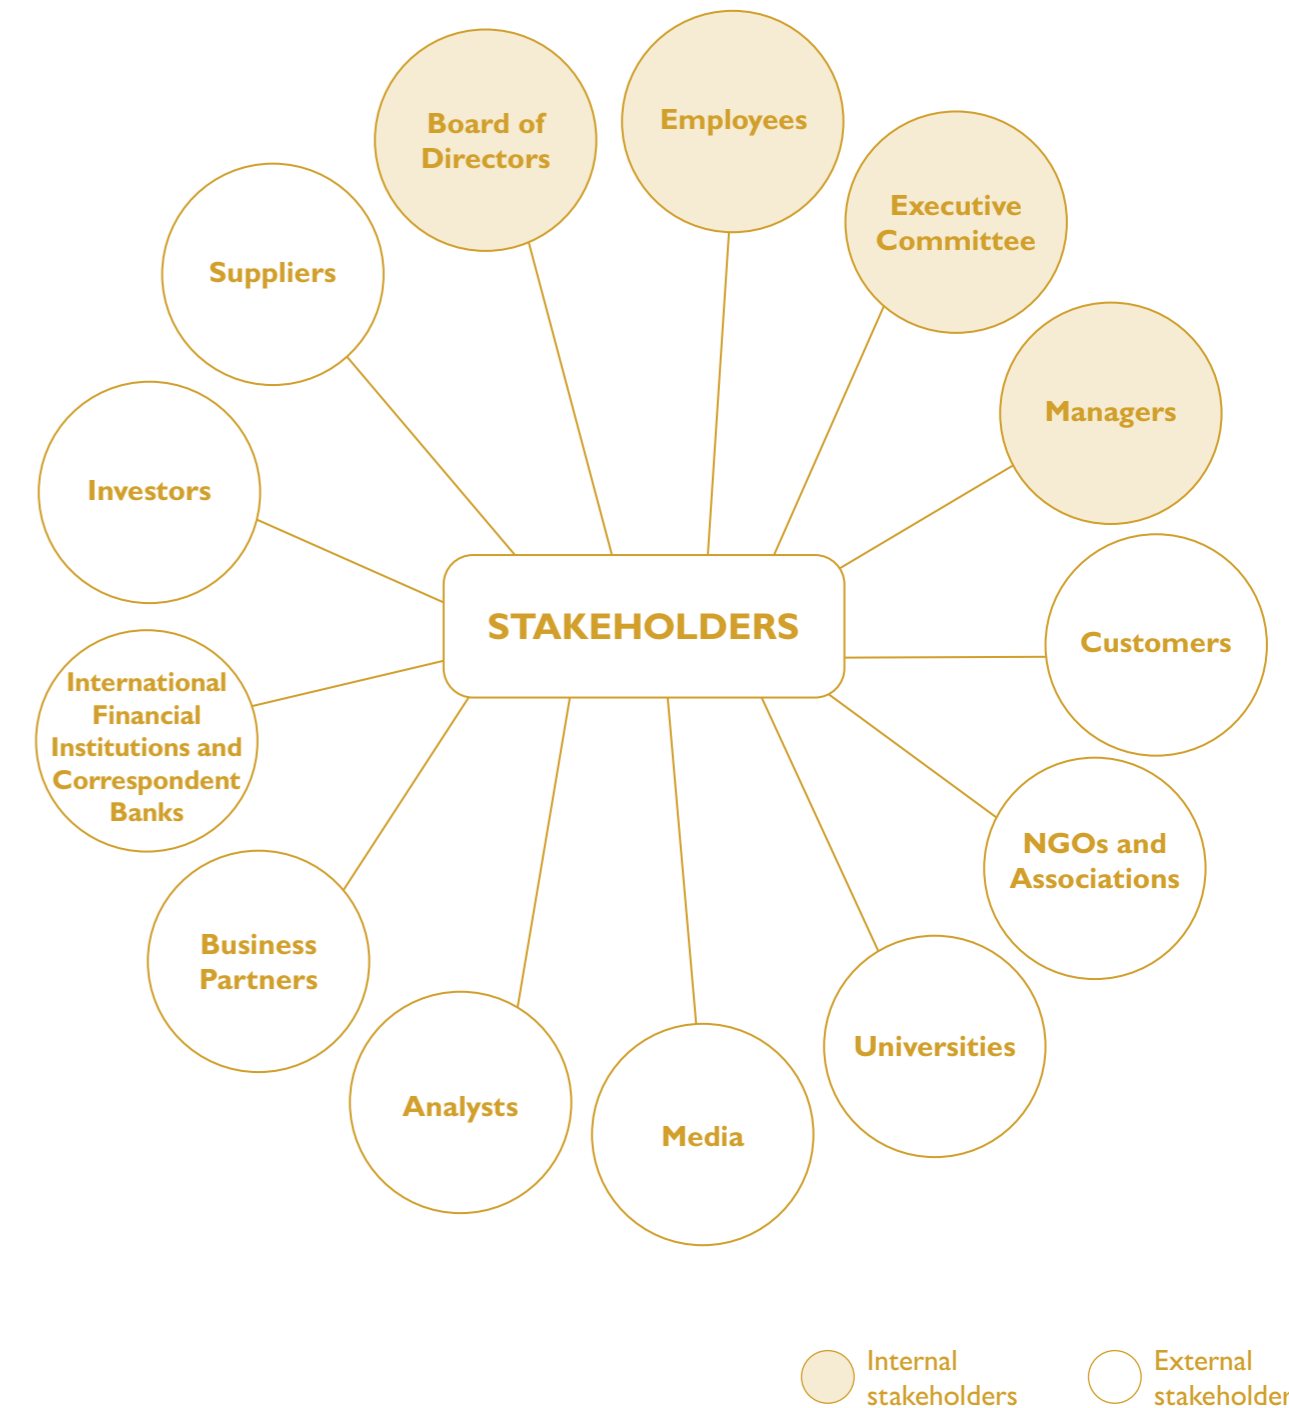 Employees
Board of
Directors
Executive
Committee
Suppliers
Managers
Investors
STAKEHOLDERS
Customers
International
Financial
Institutions and
Correspondent
Banks
NGOs and
Associations
Business
Partners
Universities
Analysts
Media
Internal
stakeholders
External
stakeholder